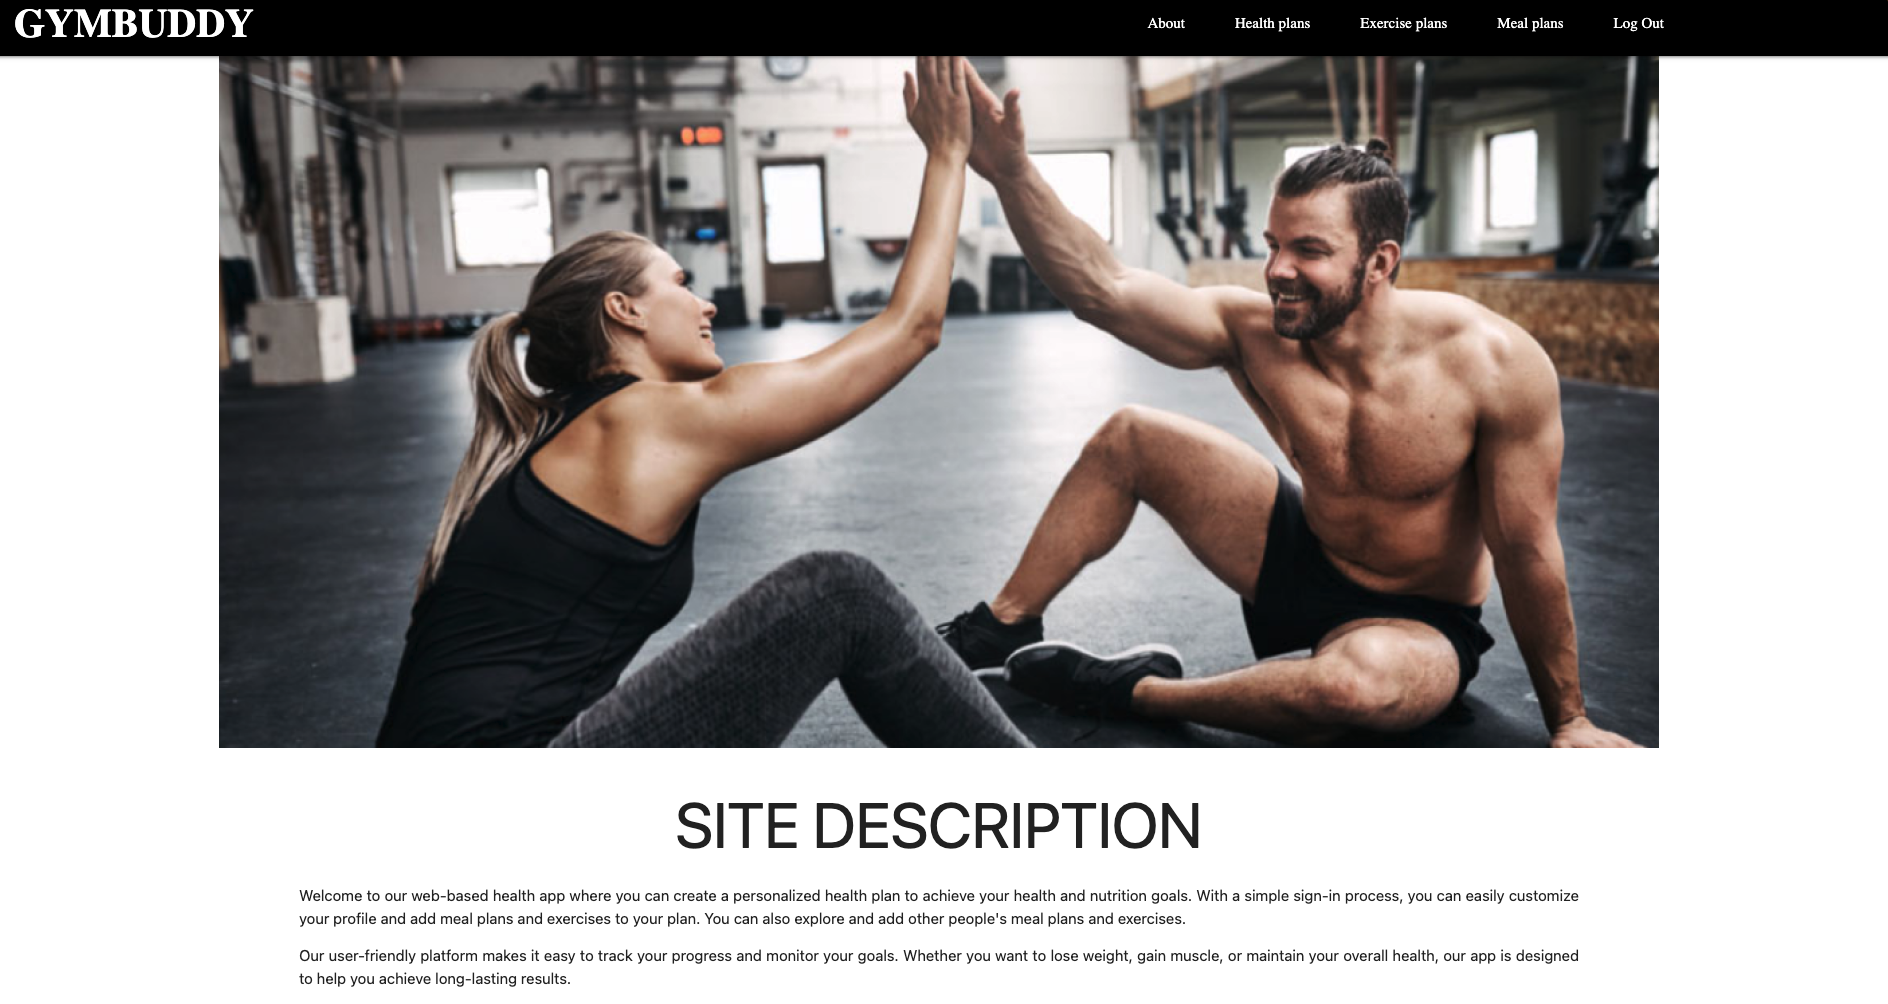 GYMBUDDY
About Health plans Exercise plans Meal plans Log Out
SITE DESCRIPTION
Welcome to our web-based health app where you can create a personalized health plan to achieve your health and nutrition goals. With a simple sign-in process, you can easily customize
your profile and add meal plans and exercises to your plan. You can also explore and add other people's meal plans and exercises.
Our user-friendly platform makes it easy to track your progress and monitor your goals. Whether you want to lose weight, gain muscle, or maintain your overall health, our app is designed
to help you achieve long-lasting results.